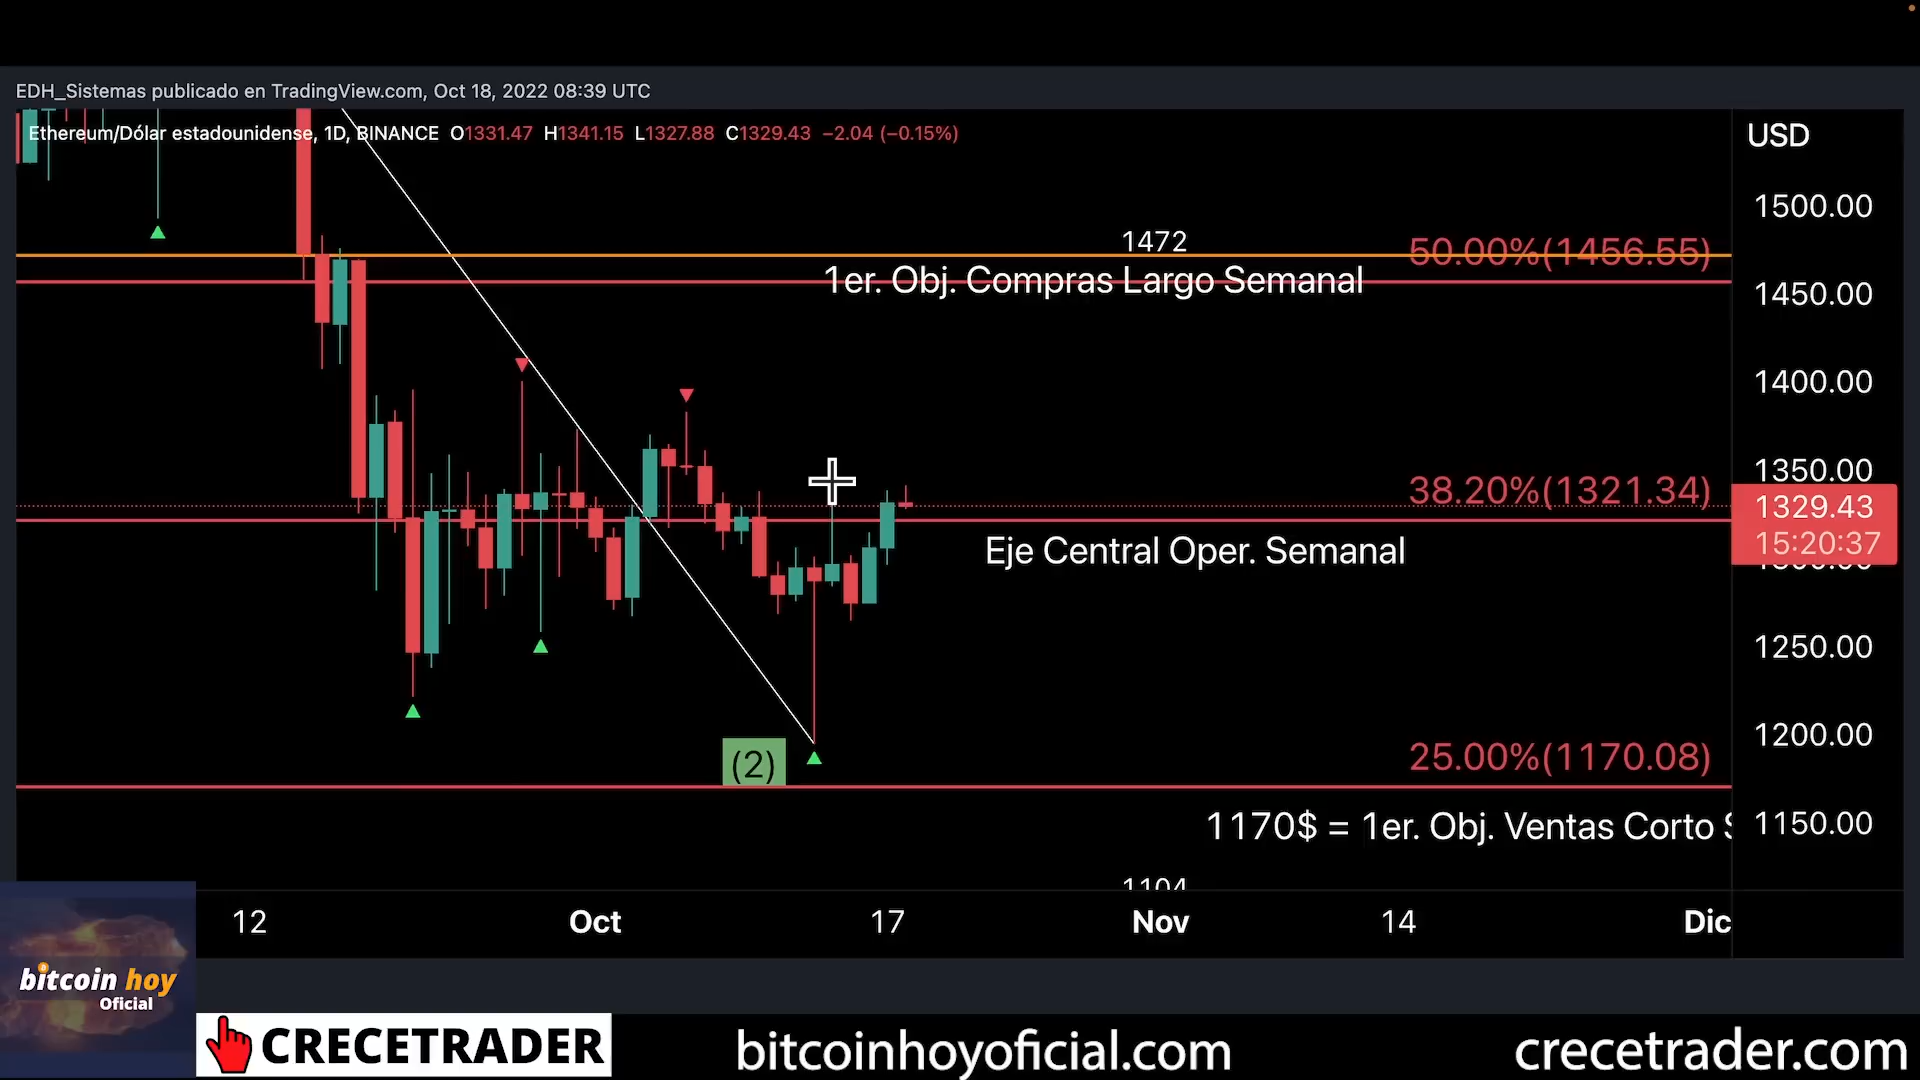 EDH_Sistemas publicado en TradingView.com, Oct 18, 2022 08:39 UTC
Ethereum/Dólar estadounidense, 1D, BINANCE O1331.47 H1341.15 L1327.88 C1329.43 −2.04 (−0.15%)
USD
1500.00
1472
50.00%(1456.55)
1er. Obj. Compras Largo Semanal
1450.00
1400.00
1350.00
38.20%(1321.34)
1329.43
15:20:37
Eje Central Oper. Semanal
1250.00
1200.00
(2)
25.00%(1170.08)
1170$ = 1er. Obj. Ventas Corto
1150.00
1104
12
Oct
17
Nov
14
Dic
bitcoin hoy
Oficial
CRECETRADER
bitcoinhoyoficial.com
crecetrader.com